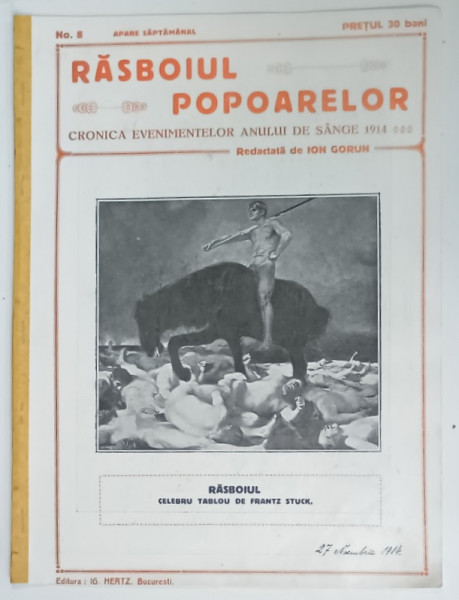 No. 8 APARE SĂPTĂMÂNAL PREȚUL 30 bani
RĂSBOIUL
POPOARELOR
CRONICA EVENIMENTELOR ANULUI DE SÂNGE 1914
Redactată de ION GORUN
RĂSBOIUL
CELEBRU TABLOU DE FRANTZ STUCK.
27 Noembrie 1914.
Editura : IG. HERTZ. Bucuresti.